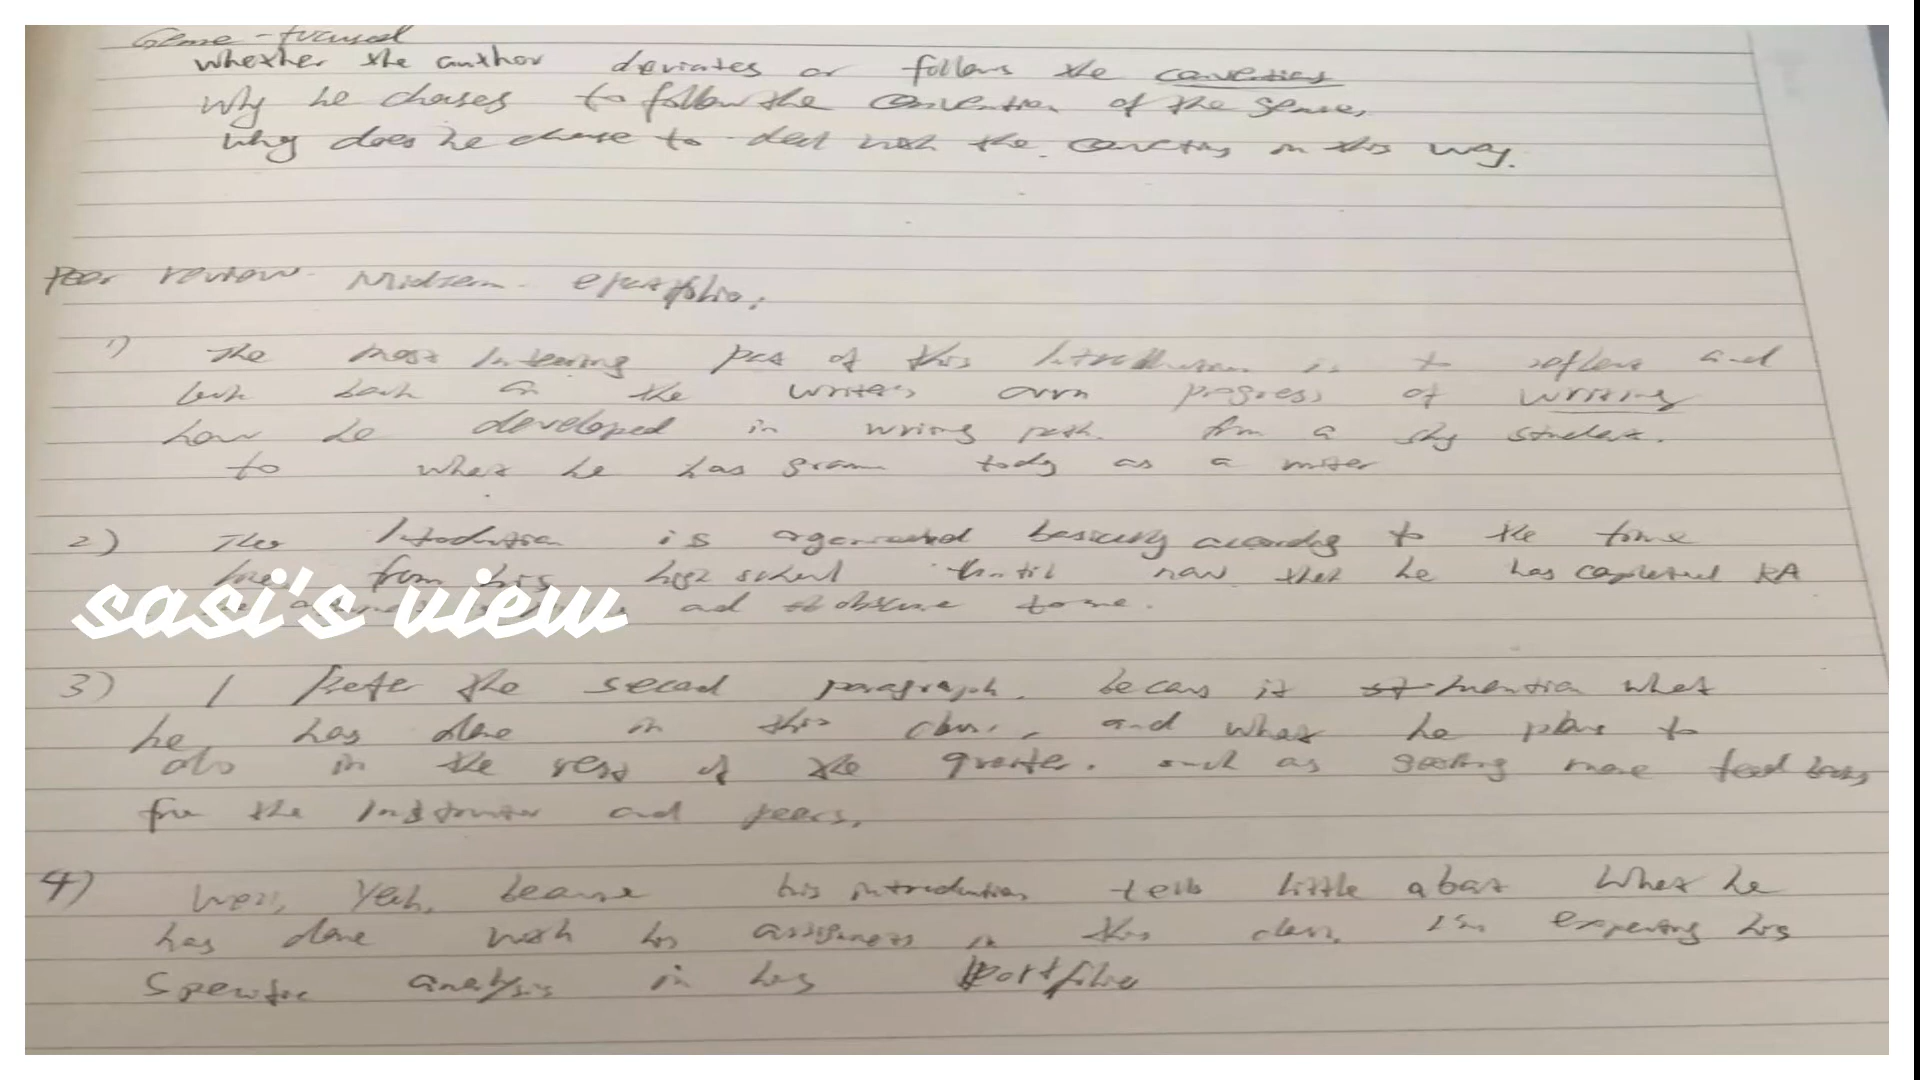 Genre-focused
whether the author deviates or follows the conventions
Why he choses to follow the convention of the genre,
Why does he chose to deal with the in this way.
Peer review Midterm eportfolio.
1) The most part of this Introduction is to reflect and
look back on the writer's own progress of writing
how he developed in wring path. from a shy student.
to what he has grown today as a writer
2) The Introduction is organized according to the time
from his high school until now that he has completed RA
and tone.
3) I Prefer the second paragraph. because it mention what
he has done in this class, and what he plans to
do in the rest of the quarter. such as getting more feed back
from the Instructor and peers.
4) Well, Yeah, because his introduction tells little about what he
has done with his in this class, I'm expecting his
specific analysis in his Portfolio
sasi's view